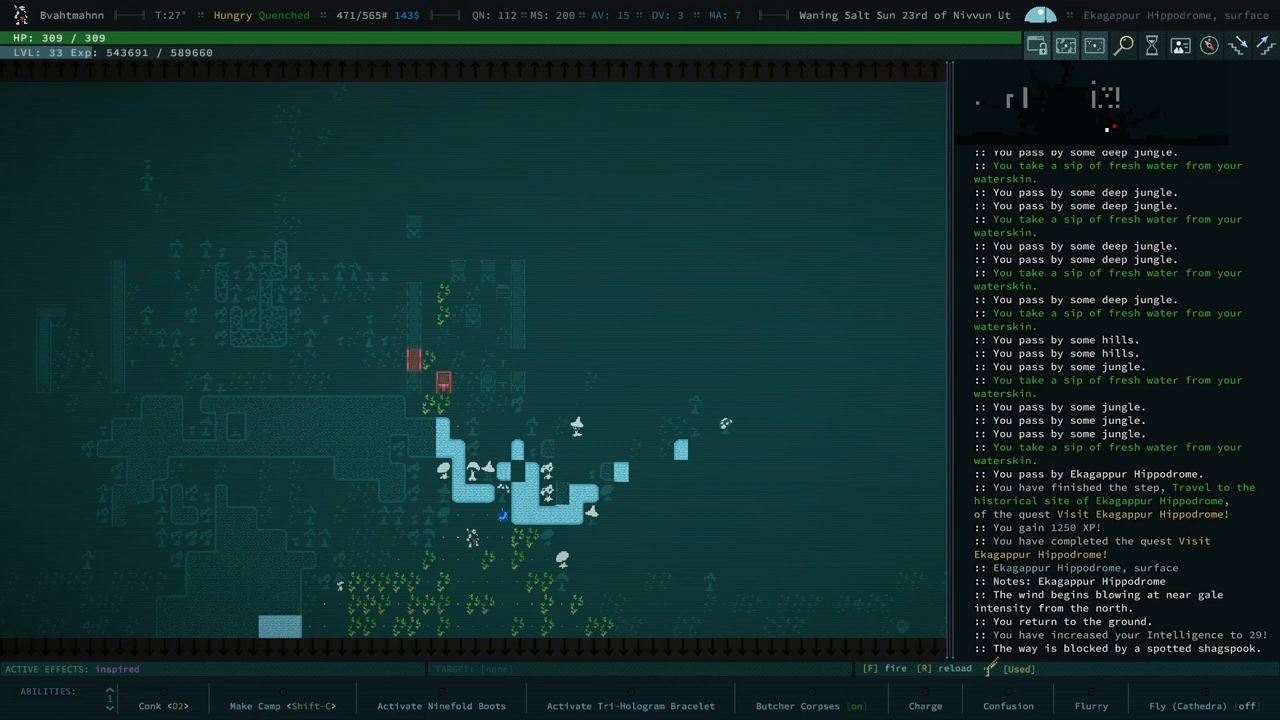 Bvahtmahnn T:27° :: Hungry Quenched :: 471/565# 143$ QN: 112 :: MS: 200 :: AV: 15 :: DV: 3 :: MA: 7 Waning Salt Sun 23rd of Nivvun Ut :: Ekagappur Hippodrome, surface
HP: 309 / 309
LVL: 33 Exp: 543691 / 589660
:: You pass by some deep jungle.
:: You take a sip of fresh water from your
waterskin.
:: You pass by some deep jungle.
:: You pass by some deep jungle.
:: You take a sip of fresh water from your
waterskin.
:: You pass by some deep jungle.
:: You pass by some deep jungle.
:: You take a sip of fresh water from your
waterskin.
:: You pass by some deep jungle.
:: You take a sip of fresh water from your
waterskin.
:: You pass by some hills.
:: You pass by some hills.
:: You pass by some jungle.
:: You take a sip of fresh water from your
waterskin.
:: You pass by some jungle.
:: You pass by some jungle.
:: You pass by some jungle.
:: You take a sip of fresh water from your
waterskin.
:: You pass by Ekagappur Hippodrome.
:: You have finished the step, Travel to the
historical site of Ekagappur Hippodrome,
of the quest Visit Ekagappur Hippodrome!
:: You gain 1250 XP!
:: You have completed the quest Visit
Ekagappur Hippodrome!
:: Ekagappur Hippodrome, surface
:: Notes: Ekagappur Hippodrome
:: The wind begins blowing at near gale
intensity from the north.
:: You return to the ground.
:: You have increased your Intelligence to 29!
:: The way is blocked by a spotted shagspook.
ACTIVE EFFECTS: inspired TARGET: [none] [F] fire [R] reload [Used]
ABILITIES: 1 Conk <D2> Make Camp <Shift-C> Activate Ninefold Boots Activate Tri-Hologram Bracelet Butcher Corpses [on] Charge Confusion Flurry Fly (Cathedra) [off